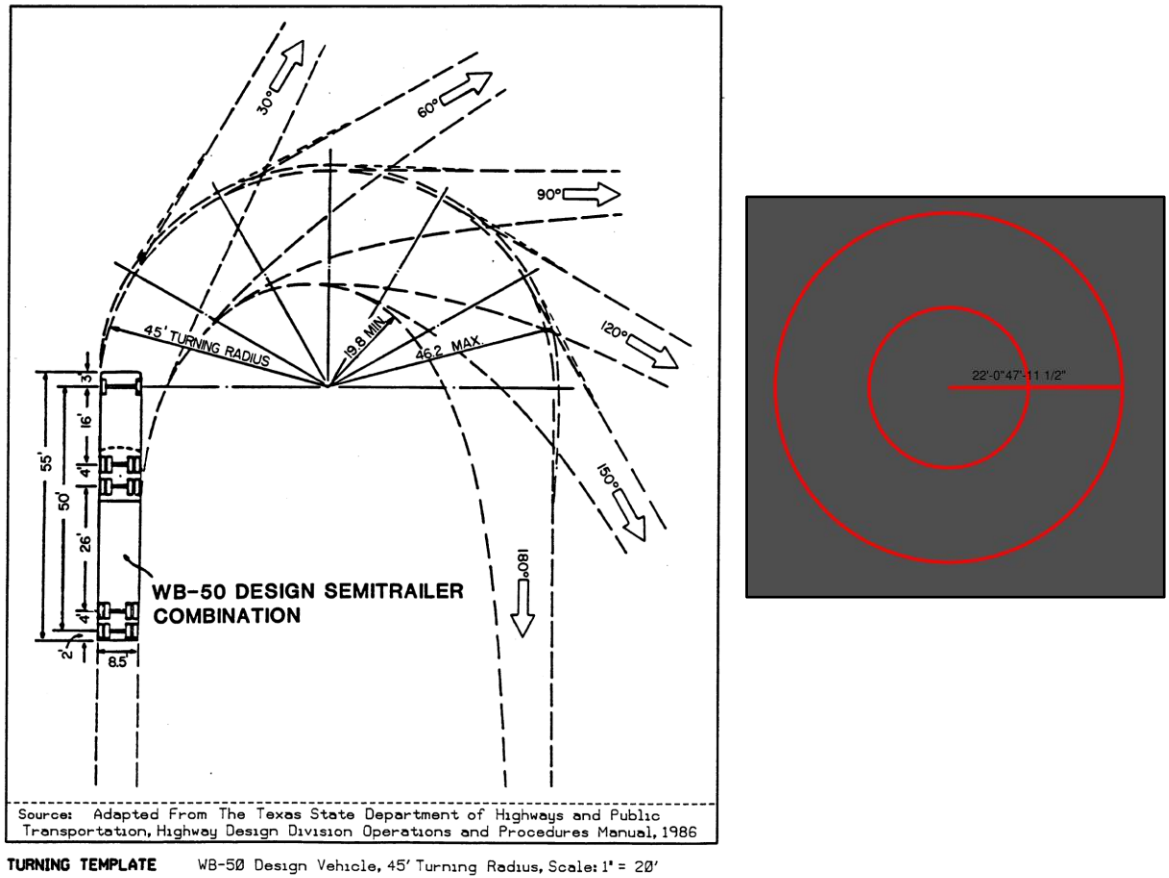 30°
60°
90°
120°
150°
180°
45' TURNING RADIUS
19.8 MIN.
46.2 MAX.
3'
16'
4'
26'
4'
2'
55'
50'
8.5'
WB-50 DESIGN SEMITRAILER
COMBINATION
Source: Adapted From The Texas State Department of Highways and Public
Transportation, Highway Design Division Operations and Procedures Manual, 1986
TURNING TEMPLATE WB-50 Design Vehicle, 45' Turning Radius, Scale: 1" = 20'
22'-0"47'-11 1/2"